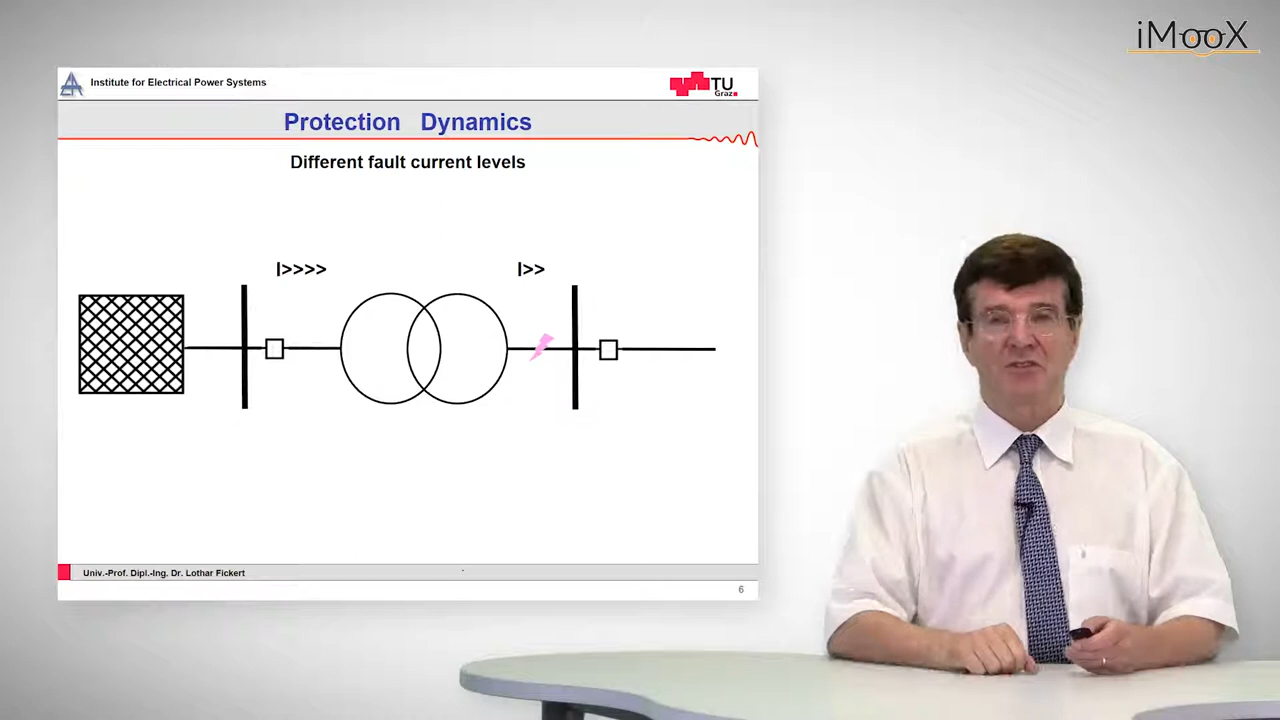 iMooX
Institute for Electrical Power Systems
TU
Graz
Protection Dynamics
Different fault current levels
I>>>>
I>>
Univ.-Prof. Dipl.-Ing. Dr. Lothar Fickert
6